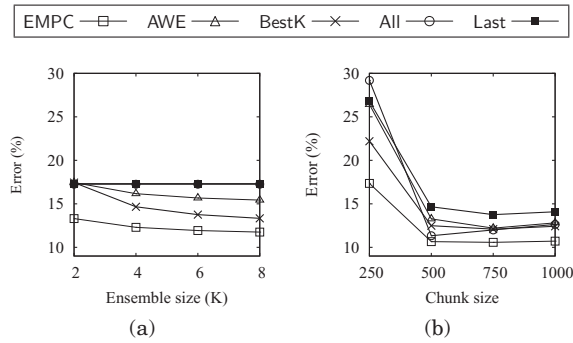 EMPC AWE BestK All Last
30
25
20
15
10
Error (%)
2 4 6 8
Ensemble size (K)
(a)
30
25
20
15
10
Error (%)
250 500 750 1000
Chunk size
(b)